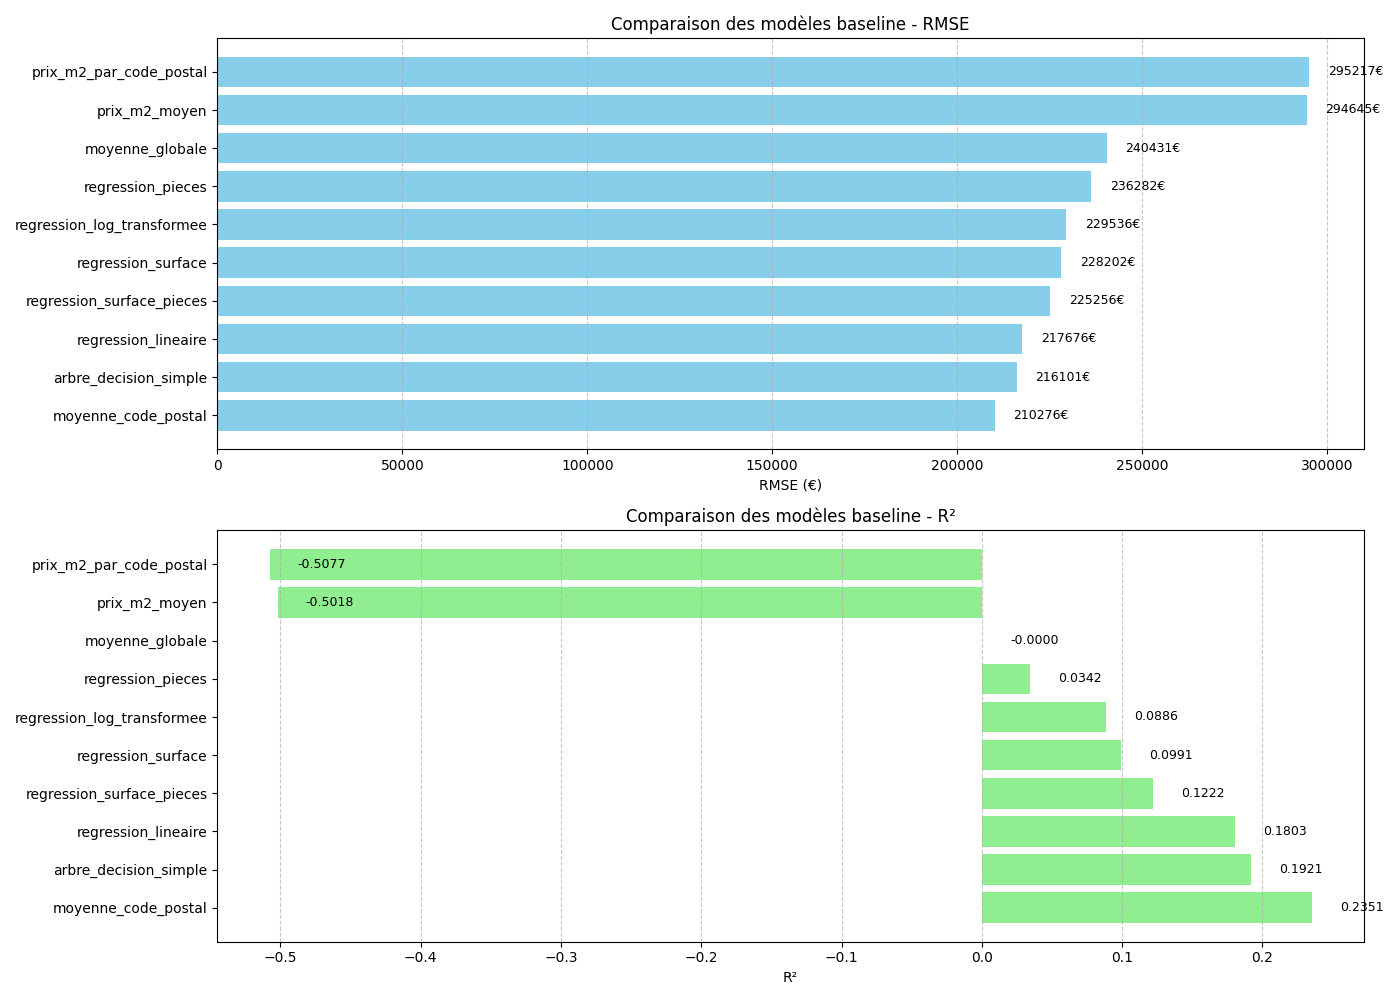 Comparaison des modèles baseline - RMSE
prix_m2_par_code_postal 295217€
prix_m2_moyen 294645€
moyenne_globale 240431€
regression_pieces 236282€
regression_log_transformee 229536€
regression_surface 228202€
regression_surface_pieces 225256€
regression_lineaire 217676€
arbre_decision_simple 216101€
moyenne_code_postal 210276€
0 50000 100000 150000 200000 250000 300000
RMSE (€)
Comparaison des modèles baseline - R²
prix_m2_par_code_postal -0.5077
prix_m2_moyen -0.5018
moyenne_globale -0.0000
regression_pieces 0.0342
regression_log_transformee 0.0886
regression_surface 0.0991
regression_surface_pieces 0.1222
regression_lineaire 0.1803
arbre_decision_simple 0.1921
moyenne_code_postal 0.2351
−0.5 −0.4 −0.3 −0.2 −0.1 0.0 0.1 0.2
R²